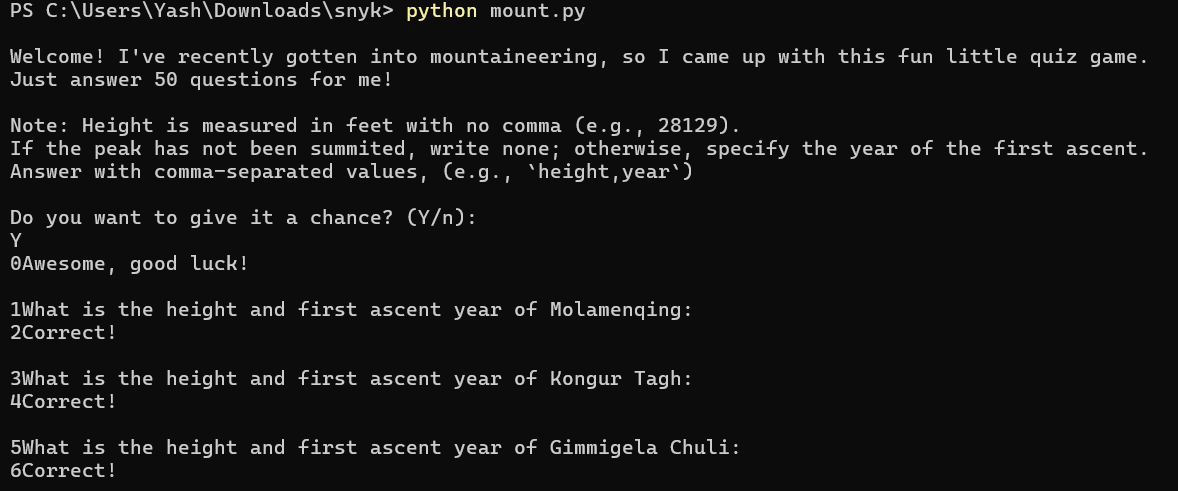 PS C:\Users\Yash\Downloads\snyk> python mount.py
Welcome! I've recently gotten into mountaineering, so I came up with this fun little quiz game.
Just answer 50 questions for me!
Note: Height is measured in feet with no comma (e.g., 28129).
If the peak has not been summited, write none; otherwise, specify the year of the first ascent.
Answer with comma-separated values, (e.g., `height,year`)
Do you want to give it a chance? (Y/n):
Y
0Awesome, good luck!
1What is the height and first ascent year of Molamenqing:
2Correct!
3What is the height and first ascent year of Kongur Tagh:
4Correct!
5What is the height and first ascent year of Gimmigela Chuli:
6Correct!